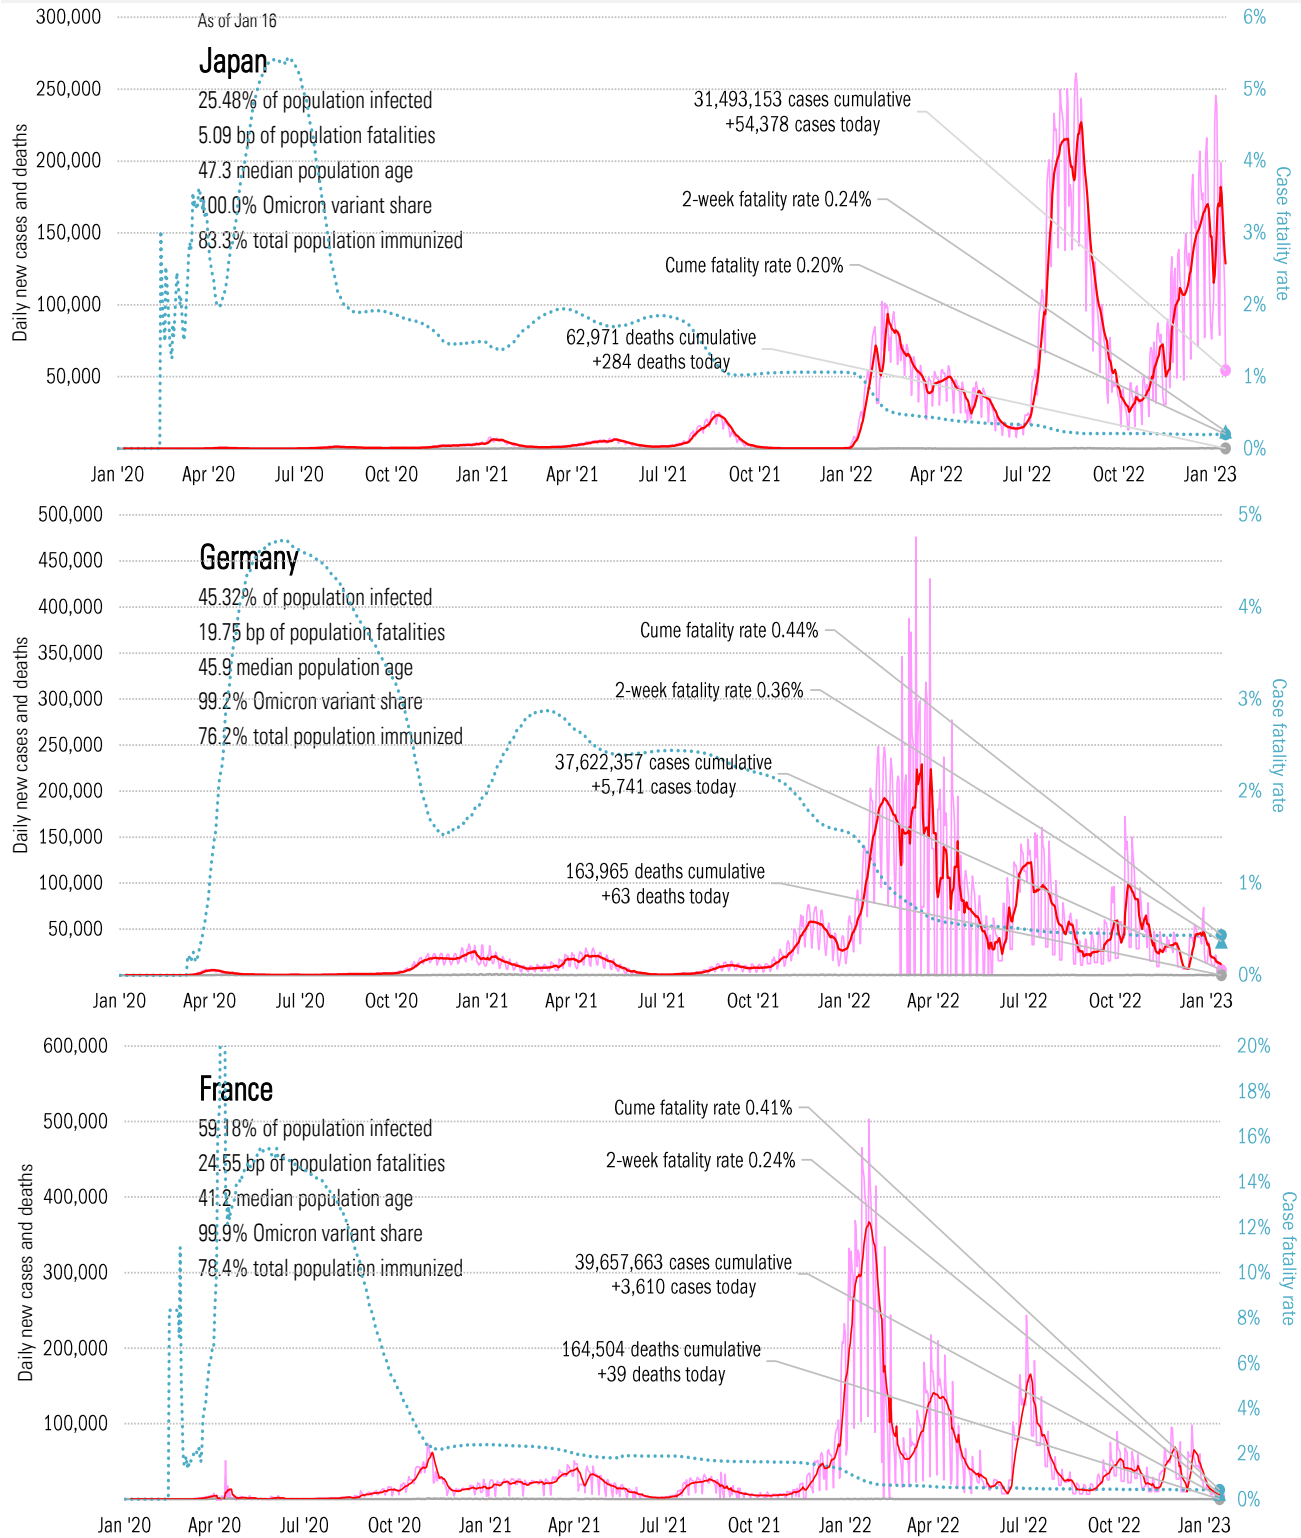 300,000
As of Jan 16
6%
Japan
250,000
25.48% of population infected
31,493,153 cases cumulative
5%
+54,378 cases today
5.09 bp of population fatalities
200,000
47.3 median population age
4%
100.0% Omicron variant share
2-week fatality rate 0.24%
150,000
83.3% total population immunized
3%
Cume fatality rate 0.20%
100,000
2%
62,971 deaths cumulative
+284 deaths today
50,000
1%
0%
Daily new cases and deaths
Case fatality rate
Jan '20 Apr '20 Jul '20 Oct '20 Jan '21 Apr '21 Jul '21 Oct '21 Jan '22 Apr '22 Jul '22 Oct '22 Jan '23
500,000
5%
Germany
450,000
45.32% of population infected
400,000
4%
19.75 bp of population fatalities
Cume fatality rate 0.44%
350,000
45.9 median population age
2-week fatality rate 0.36%
300,000
99.2% Omicron variant share
3%
76.2% total population immunized
250,000
37,622,357 cases cumulative
+5,741 cases today
200,000
2%
150,000
163,965 deaths cumulative
+63 deaths today
100,000
1%
50,000
0%
Daily new cases and deaths
Case fatality rate
Jan '20 Apr '20 Jul '20 Oct '20 Jan '21 Apr '21 Jul '21 Oct '21 Jan '22 Apr '22 Jul '22 Oct '22 Jan '23
600,000
20%
France
18%
Cume fatality rate 0.41%
500,000
59.18% of population infected
16%
24.55 bp of population fatalities
2-week fatality rate 0.24%
14%
400,000
41.2 median population age
12%
99.9% Omicron variant share
300,000
78.4% total population immunized
39,657,663 cases cumulative
+3,610 cases today
10%
8%
200,000
164,504 deaths cumulative
+39 deaths today
6%
4%
100,000
2%
0%
Daily new cases and deaths
Case fatality rate
Jan '20 Apr '20 Jul '20 Oct '20 Jan '21 Apr '21 Jul '21 Oct '21 Jan '22 Apr '22 Jul '22 Oct '22 Jan '23